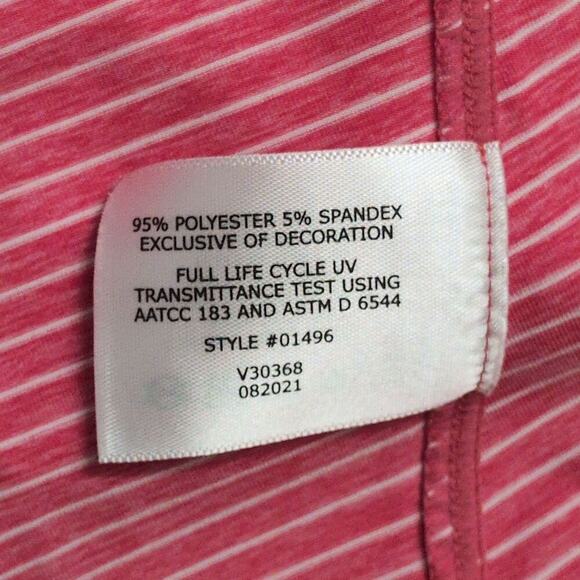 95% POLYESTER 5% SPANDEX
EXCLUSIVE OF DECORATION
FULL LIFE CYCLE UV
TRANSMITTANCE TEST USING
AATCC 183 AND ASTM D 6544
STYLE #01496
V30368
082021